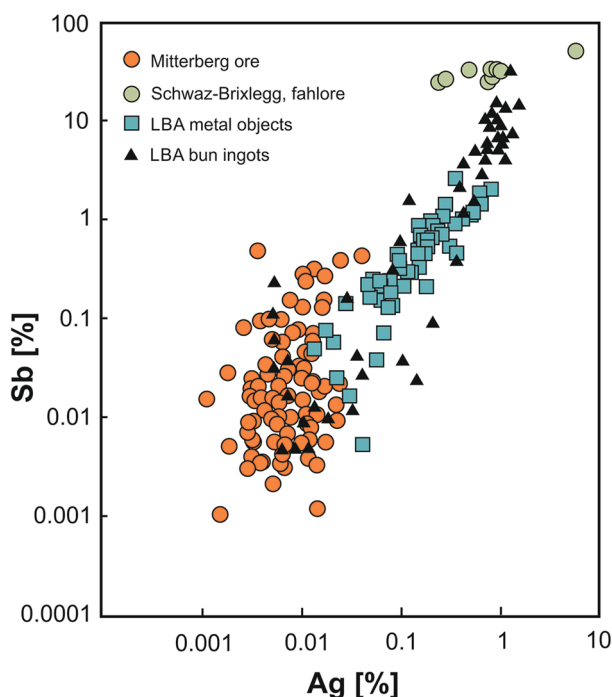 100
Mitterberg ore
Schwaz-Brixlegg, fahlore
LBA metal objects
LBA bun ingots
10
1
0.1
0.01
0.001
0.0001
Sb [%]
0.001 0.01 0.1 1 10
Ag [%]